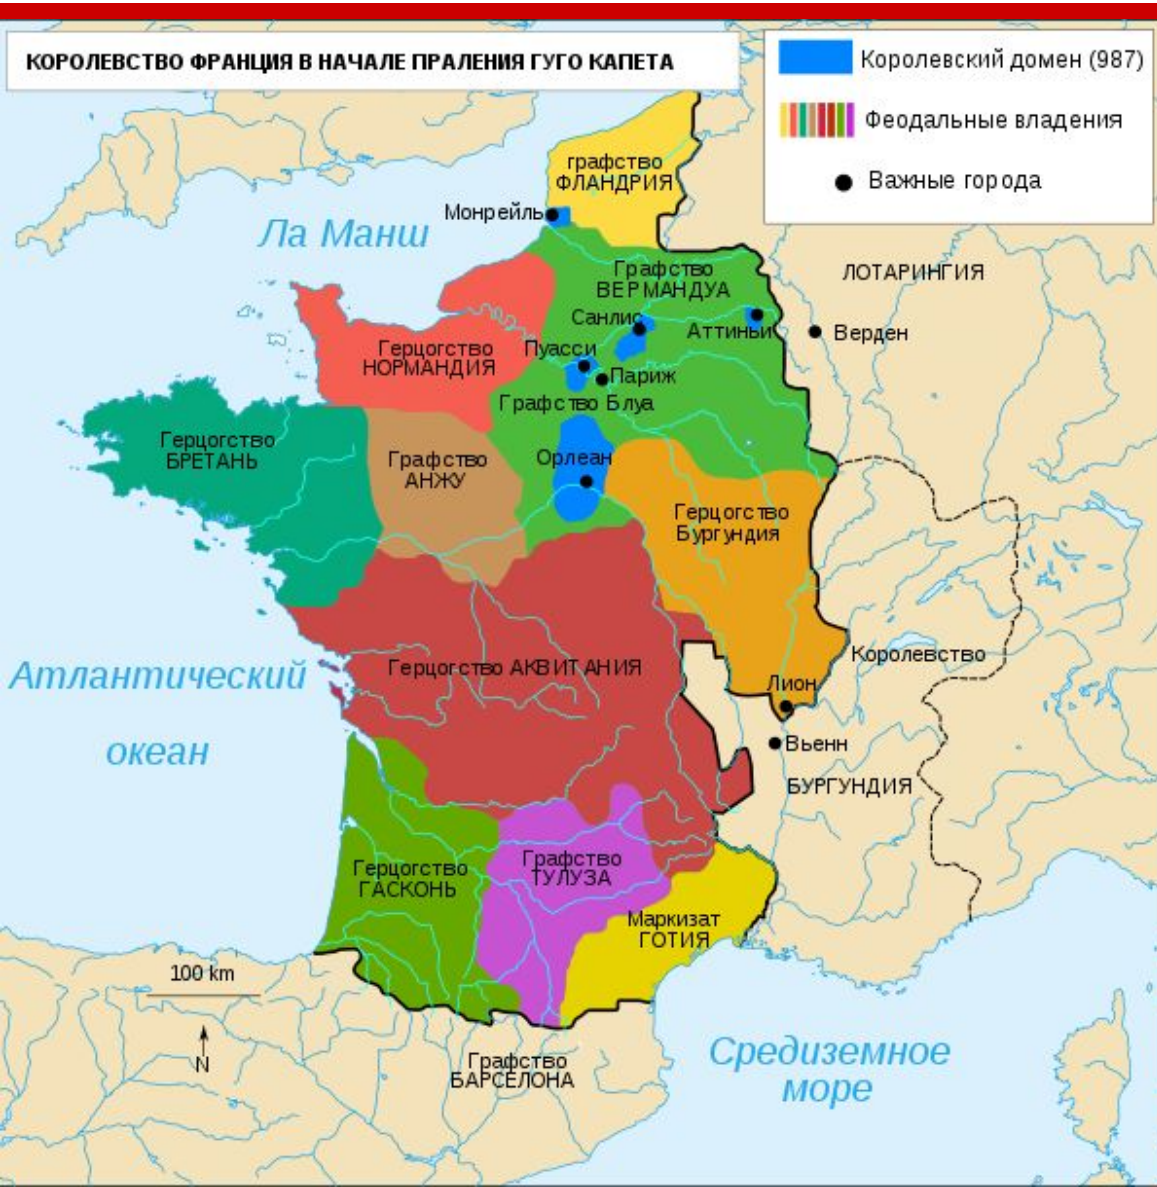 КОРОЛЕВСТВО ФРАНЦИЯ В НАЧАЛЕ ПРАЛЕНИЯ ГУГО КАПЕТА
Королевский домен (987)
Феодальные владения
Важные города
графство
ФЛАНДРИЯ
Монрейль
Ла Манш
Графство
ВЕРМАНДУА
ЛОТАРИНГИЯ
Санлис
Аттиньи
Верден
Пуасси
Герцогство
НОРМАНДИЯ
Париж
Графство Блуа
Герцогство
БРЕТАНЬ
Графство
АНЖУ
Орлеан
Герцогство
Бургундия
Атлантический
океан
Герцогство АКВИТАНИЯ
Королевство
Лион
Вьенн
БУРГУНДИЯ
Герцогство
ГАСКОНЬ
Графство
ТУЛУЗА
Маркизат
ГОТИЯ
100 km
N
Графство
БАРСЕЛОНА
Средиземное
море